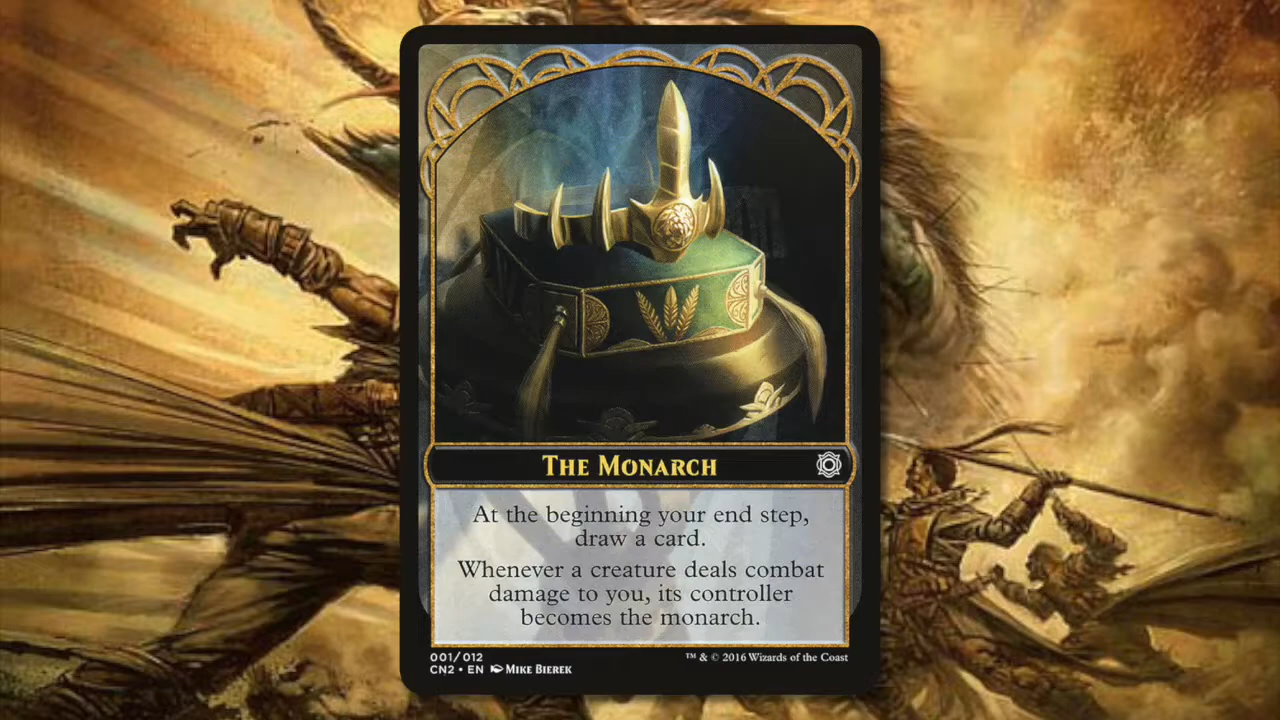 The Monarch
At the beginning your end step,
draw a card.
Whenever a creature deals combat
damage to you, its controller
becomes the monarch.
001/012
CN2 • EN Mike Bierek
™ & © 2016 Wizards of the Coast